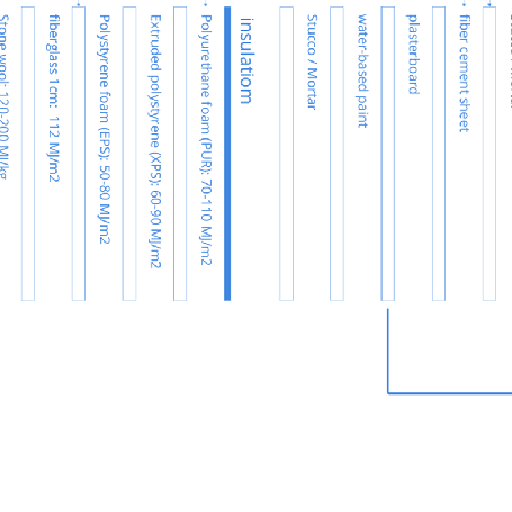 fiber cement sheet
plasterboard
water-based paint
Stucco / Mortar
insulatiom
Polyurethane foam (PUR): 70-110 MJ/m2
Extruded polystyrene (XPS): 60-90 MJ/m2
Polystyrene foam (EPS): 50-80 MJ/m2
fiberglass 1cm: 112 MJ/m2
Stone wool: 120-200 MJ/kg